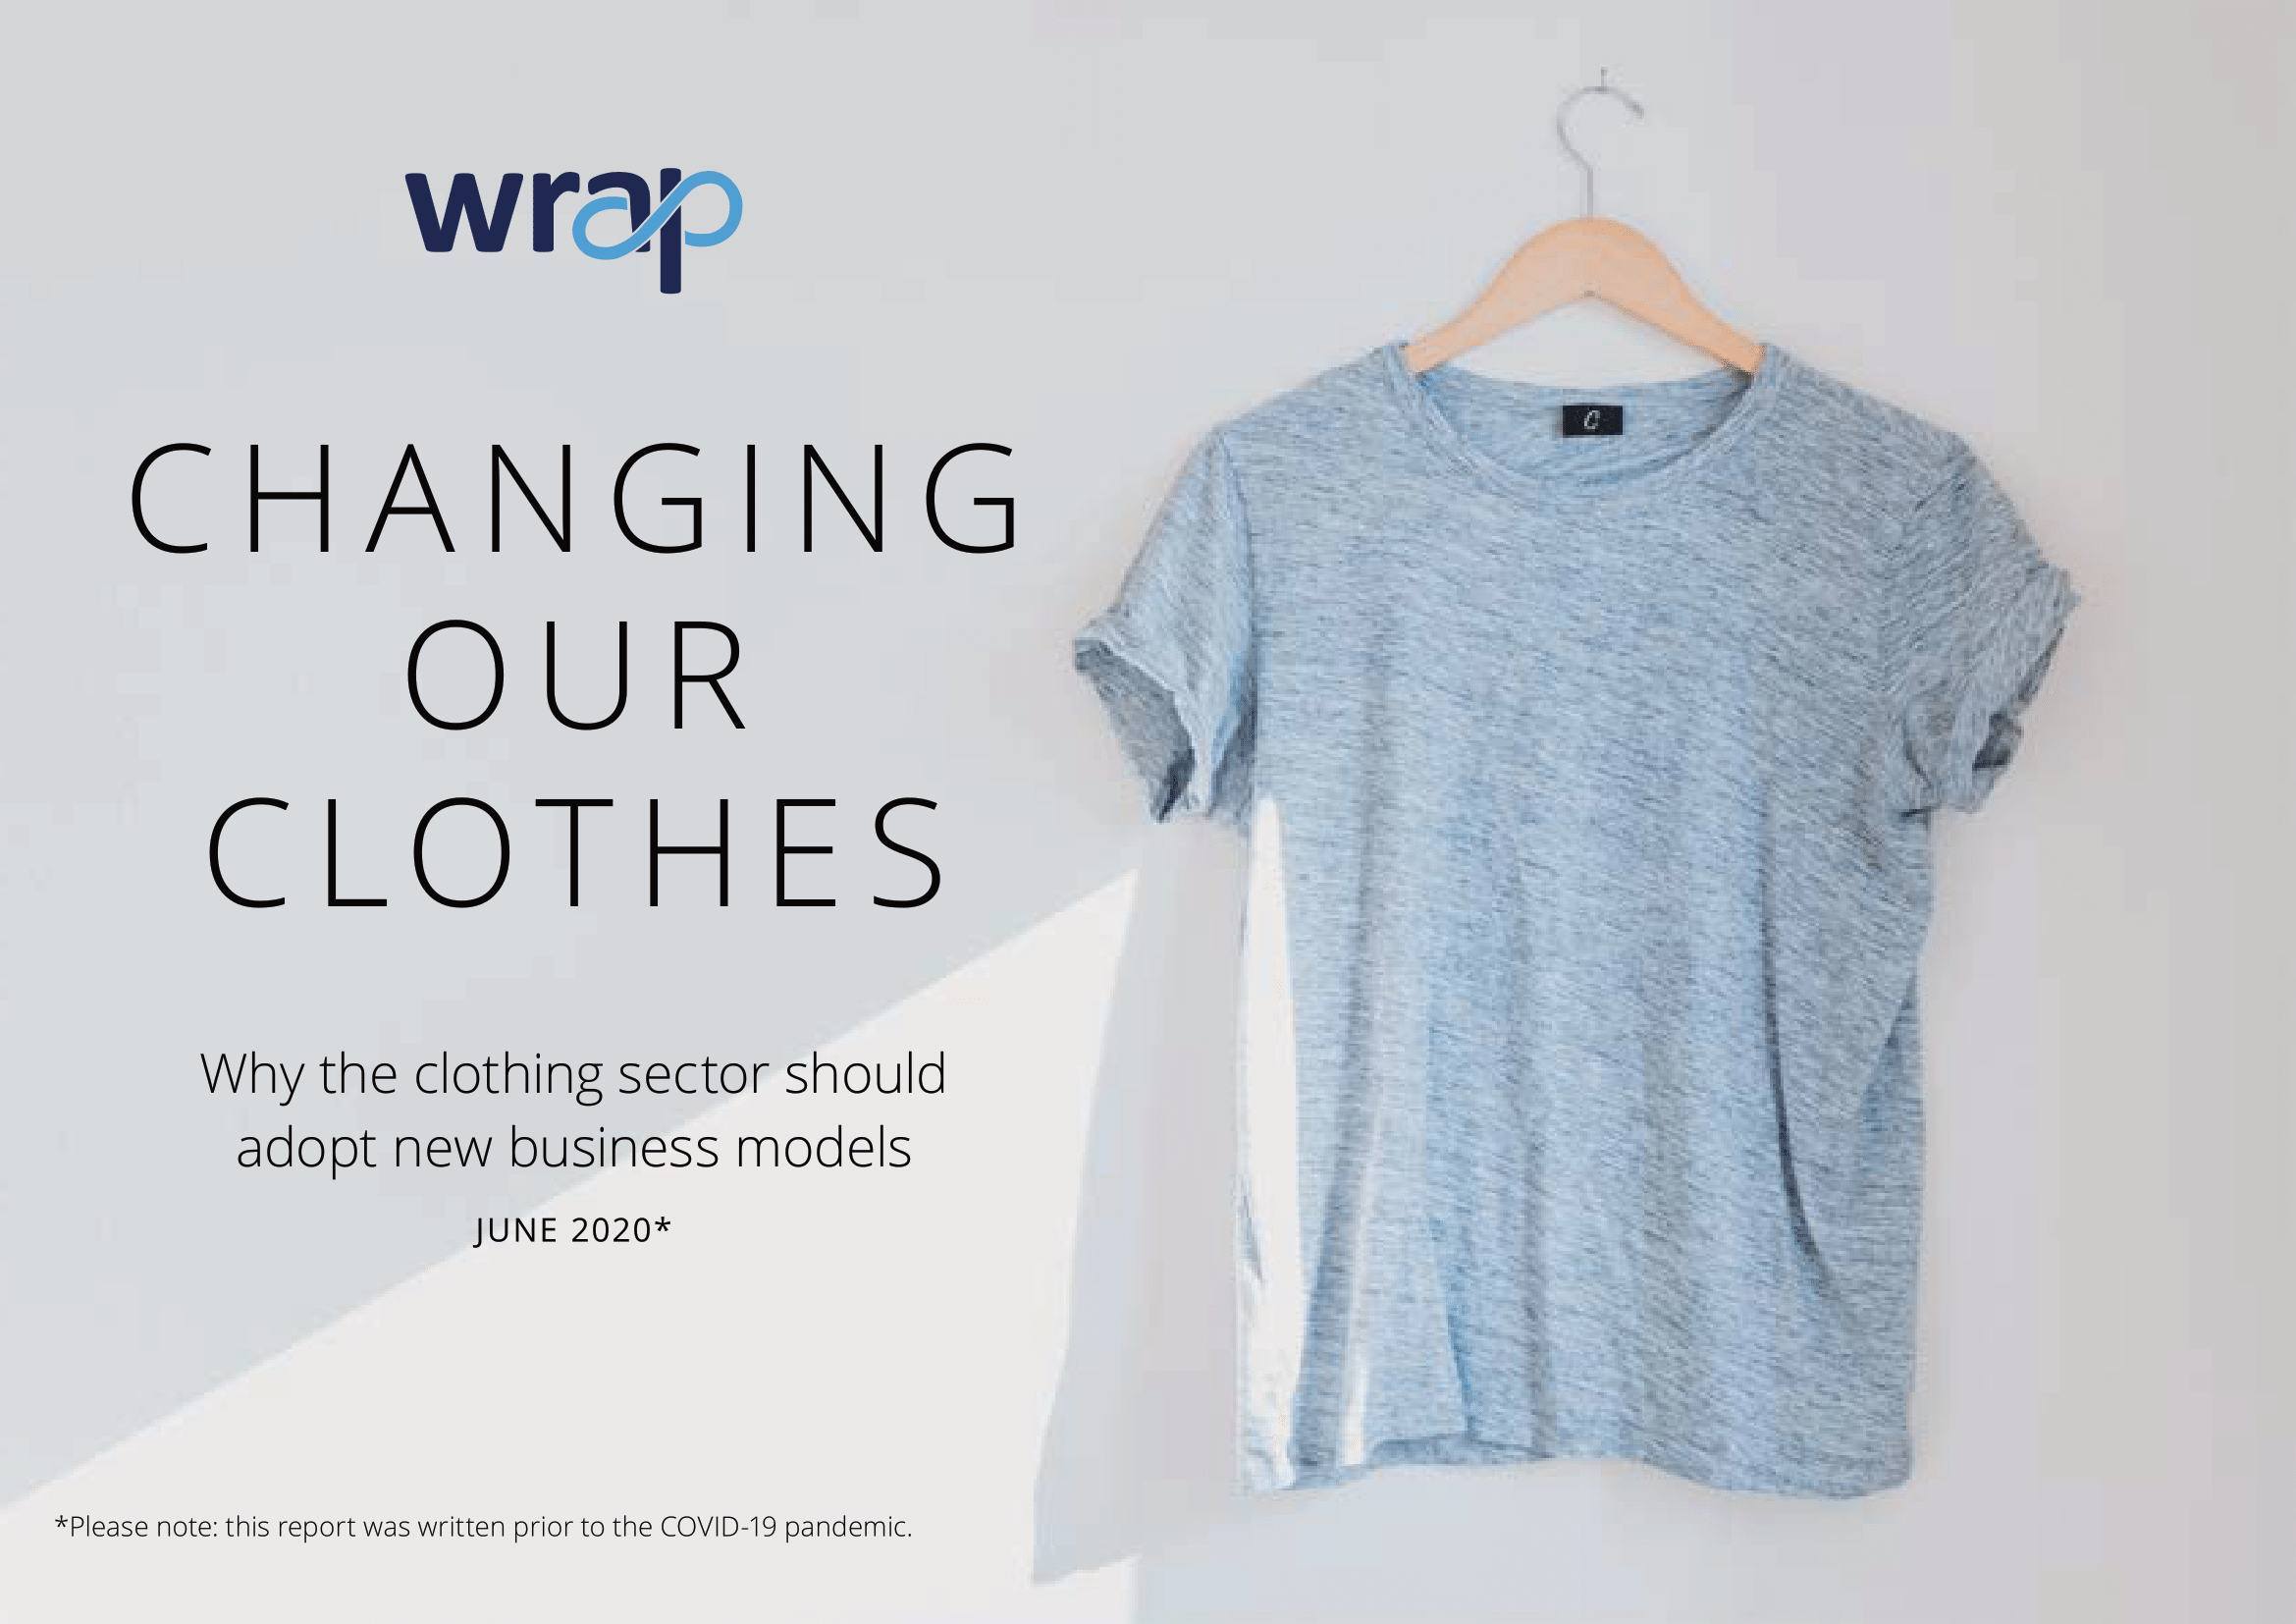 wrap
CHANGING
OUR
CLOTHES
Why the clothing sector should
adopt new business models
JUNE 2020*
*Please note: this report was written prior to the COVID-19 pandemic.
C